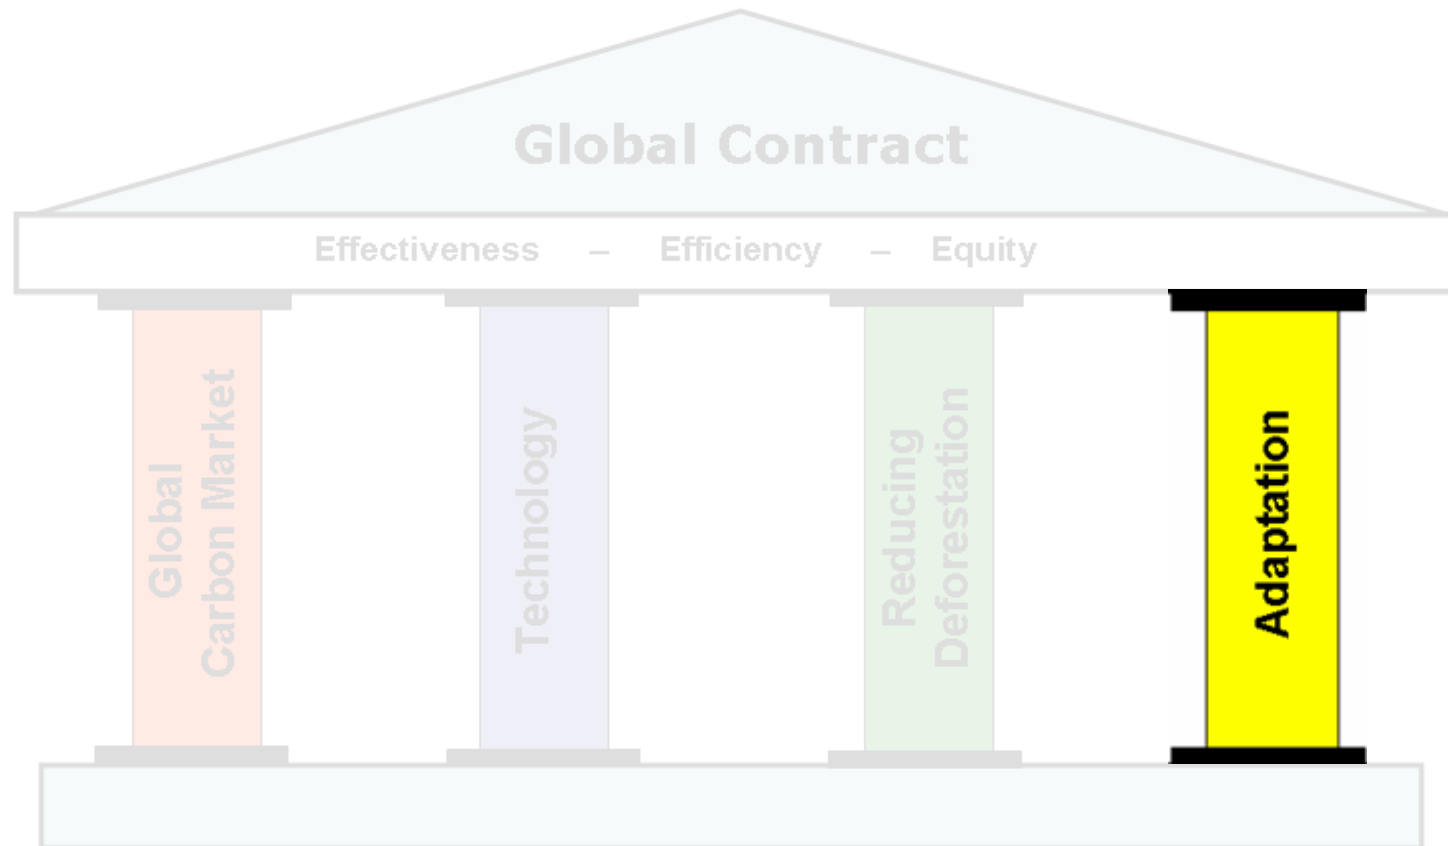 Global Contract
Effectiveness – Efficiency – Equity
Global
Carbon Market
Technology
Reducing
Deforestation
Adaptation